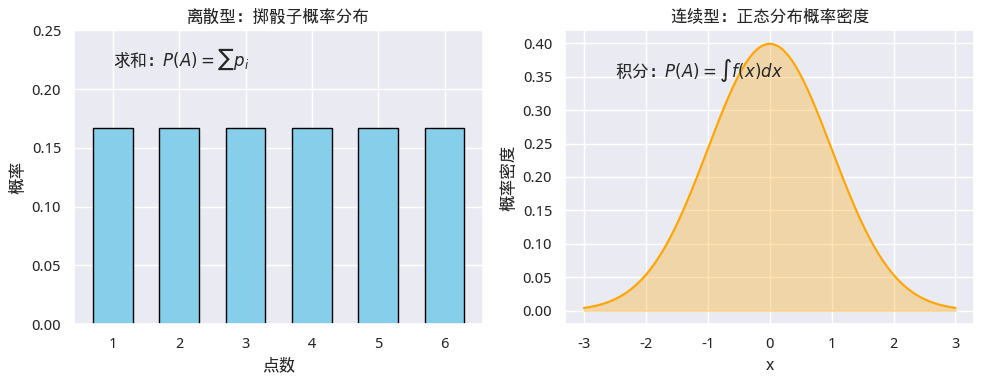 离散型：掷骰子概率分布
求和：P(A) = ∑p_i
概率
0.25
0.20
0.15
0.10
0.05
0.00
1 2 3 4 5 6
点数
连续型：正态分布概率密度
积分：P(A) = ∫f(x)dx
概率密度
0.40
0.35
0.30
0.25
0.20
0.15
0.10
0.05
0.00
-3 -2 -1 0 1 2 3
x